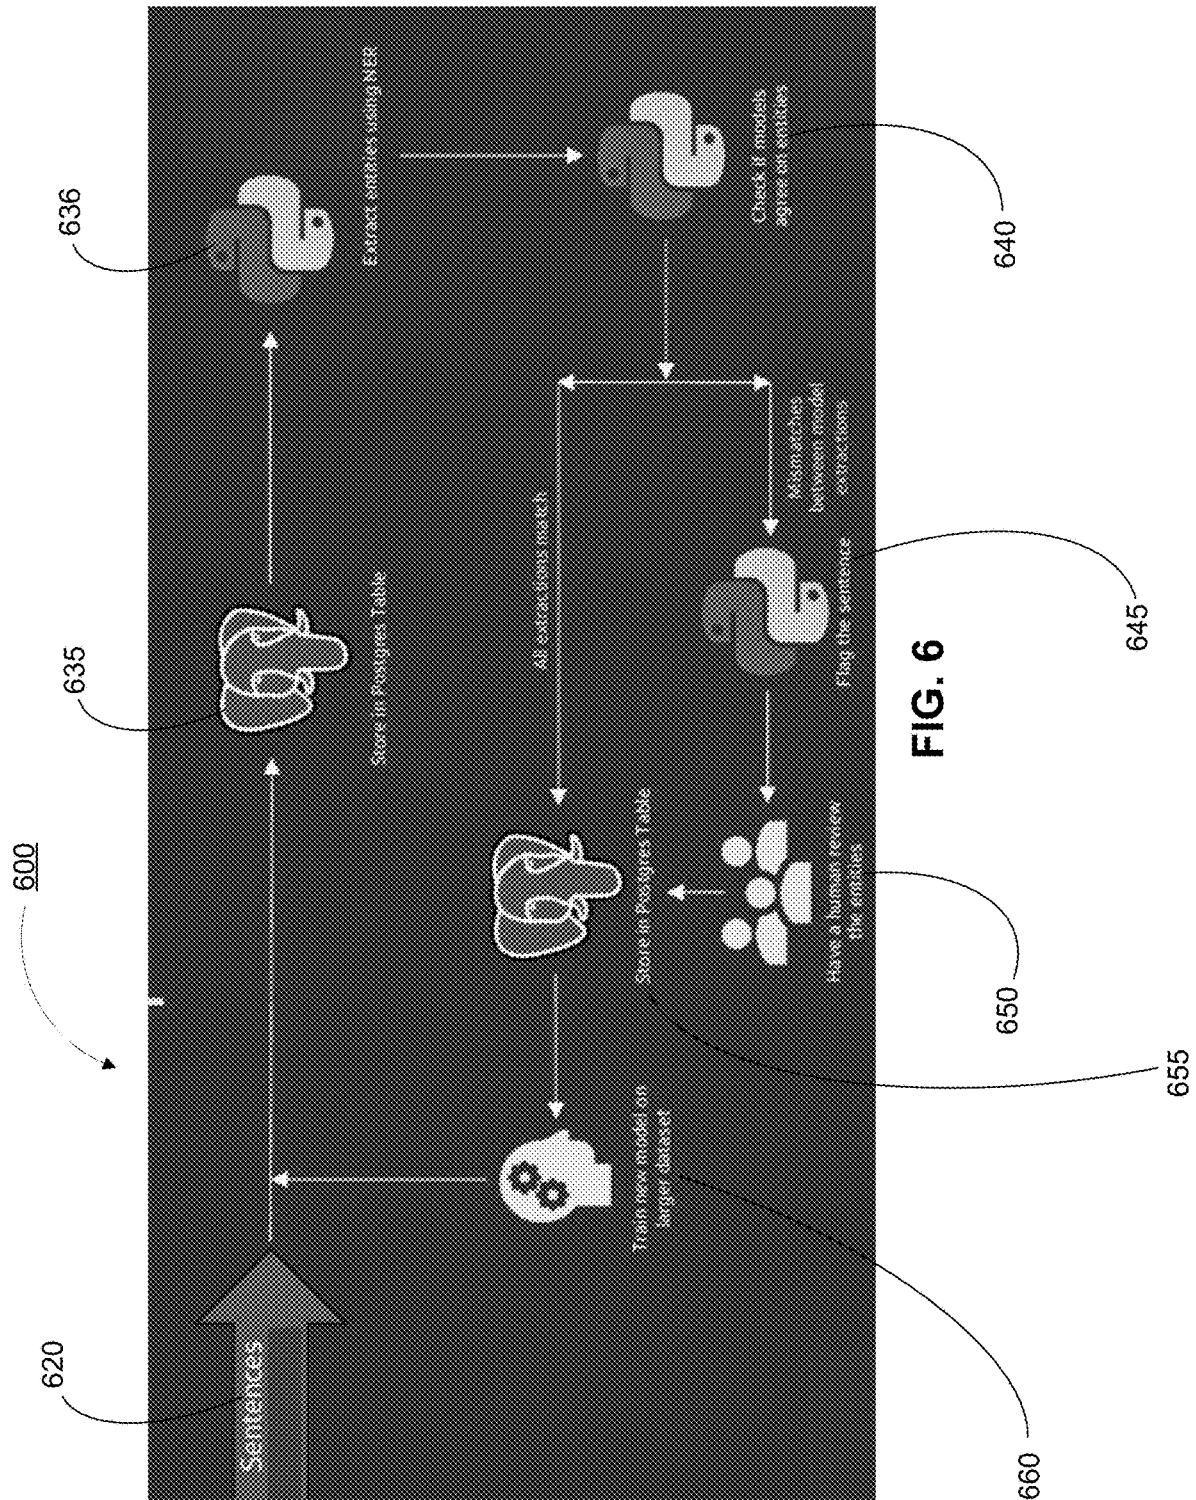 600
620
Sentences
635
Store in Postgres Table
636
Extract entities using NER
Check if models
agree on entities
640
All extractions match
Mismatches
between model
extractions
Flag the sentence
645
Have a human review
the entities
650
Store in Postgres Table
655
Train new model on
larger dataset
660
FIG. 6